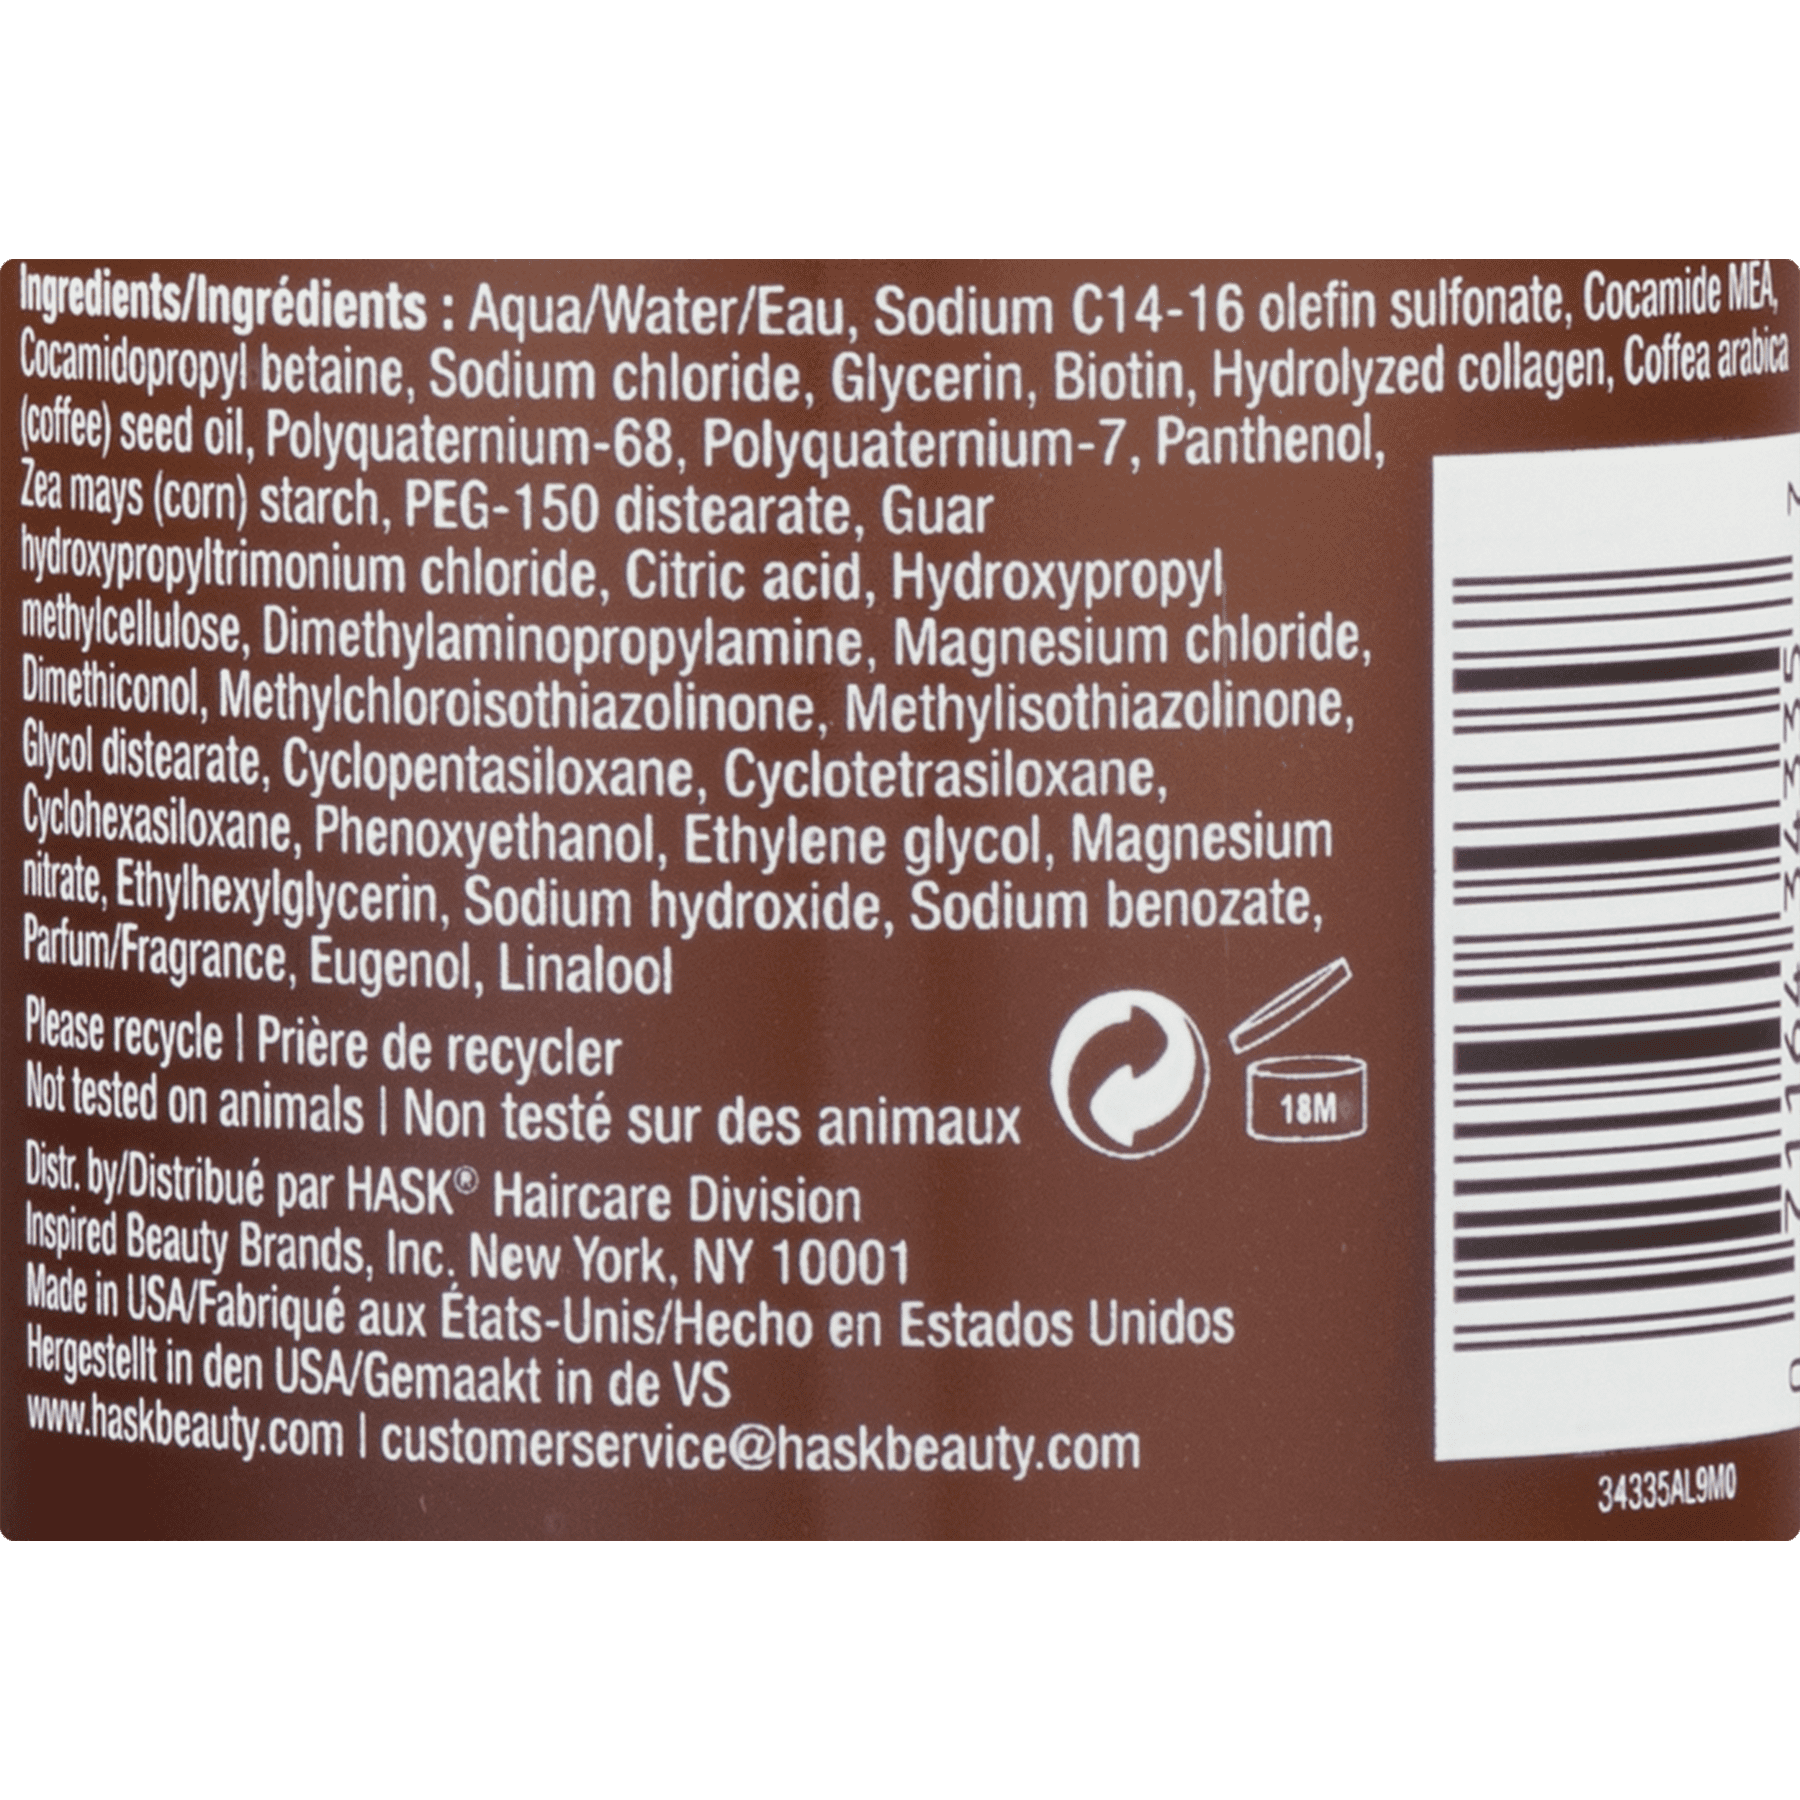 Ingredients/Ingrédients : Aqua/Water/Eau, Sodium C14-16 olefin sulfonate, Cocamide MEA,
Cocamidopropyl betaine, Sodium chloride, Glycerin, Biotin, Hydrolyzed collagen, Coffea arabica
(coffee) seed oil, Polyquaternium-68, Polyquaternium-7, Panthenol,
Zea mays (corn) starch, PEG-150 distearate, Guar
hydroxypropyltrimonium chloride, Citric acid, Hydroxypropyl
methylcellulose, Dimethylaminopropylamine, Magnesium chloride,
Dimethiconol, Methylchloroisothiazolinone, Methylisothiazolinone,
Glycol distearate, Cyclopentasiloxane, Cyclotetrasiloxane,
Cyclohexasiloxane, Phenoxyethanol, Ethylene glycol, Magnesium
nitrate, Ethylhexylglycerin, Sodium hydroxide, Sodium benozate,
Parfum/Fragrance, Eugenol, Linalool
Please recycle | Prière de recycler
Not tested on animals | Non testé sur des animaux
18M
Distr. by/Distribué par HASK® Haircare Division
Inspired Beauty Brands, Inc. New York, NY 10001
Made in USA/Fabriqué aux États-Unis/Hecho en Estados Unidos
Hergestellt in den USA/Gemaakt in de VS
www.haskbeauty.com | customerservice@haskbeauty.com
34335AL9M0